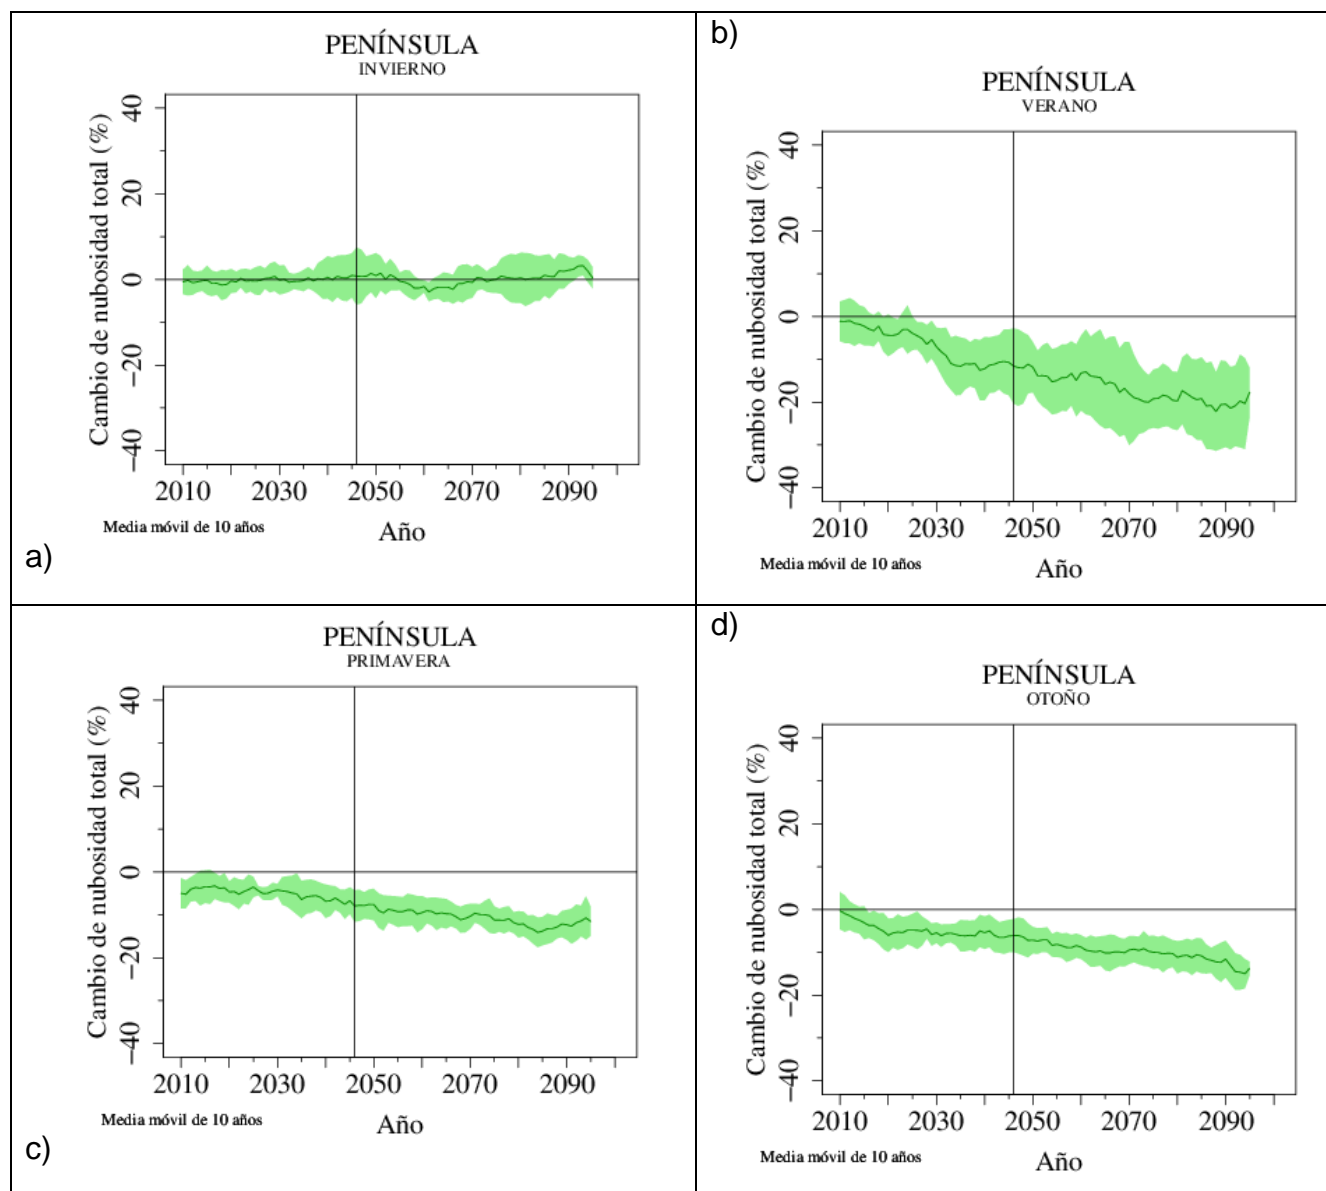 PENÍNSULA
INVIERNO
Cambio de nubosidad total (%)
40
20
0
−20
−40
2010 2030 2050 2070 2090
Media móvil de 10 años
Año
a)
b)
PENÍNSULA
VERANO
Cambio de nubosidad total (%)
40
20
0
−20
−40
2010 2030 2050 2070 2090
Media móvil de 10 años
Año
PENÍNSULA
PRIMAVERA
Cambio de nubosidad total (%)
40
20
0
−20
−40
2010 2030 2050 2070 2090
Media móvil de 10 años
Año
c)
d)
PENÍNSULA
OTOÑO
Cambio de nubosidad total (%)
40
20
0
−20
−40
2010 2030 2050 2070 2090
Media móvil de 10 años
Año